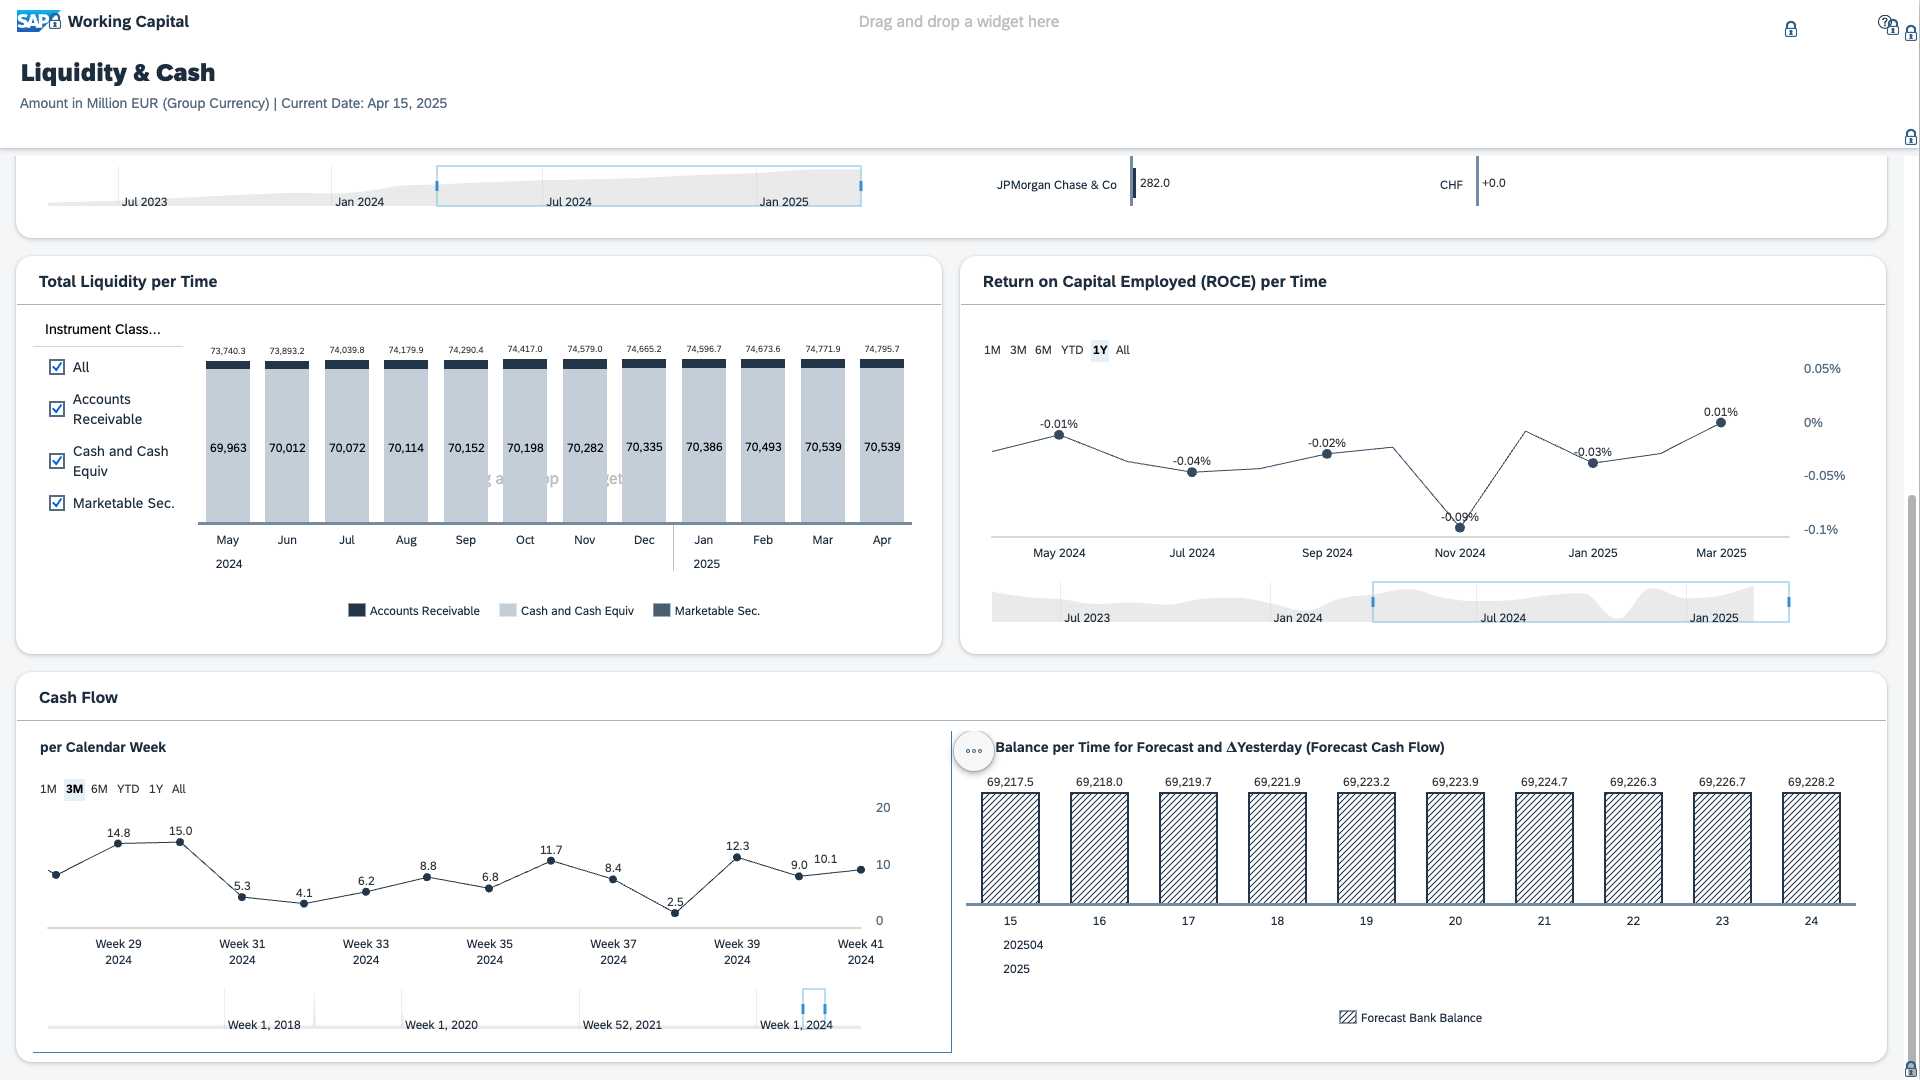 SAP Working Capital
Drag and drop a widget here
Liquidity & Cash
Amount in Million EUR (Group Currency) | Current Date: Apr 15, 2025
Jul 2023 Jan 2024 Jul 2024 Jan 2025
JPMorgan Chase & Co 282.0
CHF +0.0
Total Liquidity per Time
Instrument Class...
All
Accounts
Receivable
Cash and Cash
Equiv
Marketable Sec.
73,740.3 73,893.2 74,039.8 74,179.9 74,290.4 74,417.0 74,579.0 74,665.2 74,596.7 74,673.6 74,771.9 74,795.7
69,963 70,012 70,072 70,114 70,152 70,198 70,282 70,335 70,386 70,493 70,539 70,539
May Jun Jul Aug Sep Oct Nov Dec Jan Feb Mar Apr
2024 2025
Accounts Receivable Cash and Cash Equiv Marketable Sec.
Return on Capital Employed (ROCE) per Time
1M 3M 6M YTD 1Y All
0.05%
0%
-0.05%
-0.1%
-0.01% -0.04% -0.02% -0.09% -0.03% 0.01%
May 2024 Jul 2024 Sep 2024 Nov 2024 Jan 2025 Mar 2025
Jul 2023 Jan 2024 Jul 2024 Jan 2025
Cash Flow
per Calendar Week
1M 3M 6M YTD 1Y All
20
10
0
14.8 15.0 5.3 4.1 6.2 8.8 6.8 11.7 8.4 2.5 12.3 9.0 10.1
Week 29 Week 31 Week 33 Week 35 Week 37 Week 39 Week 41
2024 2024 2024 2024 2024 2024 2024
Week 1, 2018 Week 1, 2020 Week 52, 2021 Week 1, 2024
Balance per Time for Forecast and ΔYesterday (Forecast Cash Flow)
69,217.5 69,218.0 69,219.7 69,221.9 69,223.2 69,223.9 69,224.7 69,226.3 69,226.7 69,228.2
15 16 17 18 19 20 21 22 23 24
202504
2025
Forecast Bank Balance